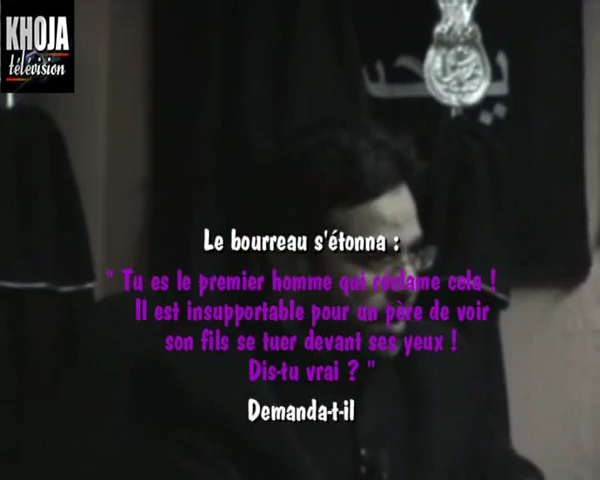 KHOJA
télévision
Le bourreau s'étonna :
" Tu es le premier homme qui réclame cela !
Il est insupportable pour un père de voir
son fils se tuer devant ses yeux !
Dis-tu vrai ? "
Demanda-t-il